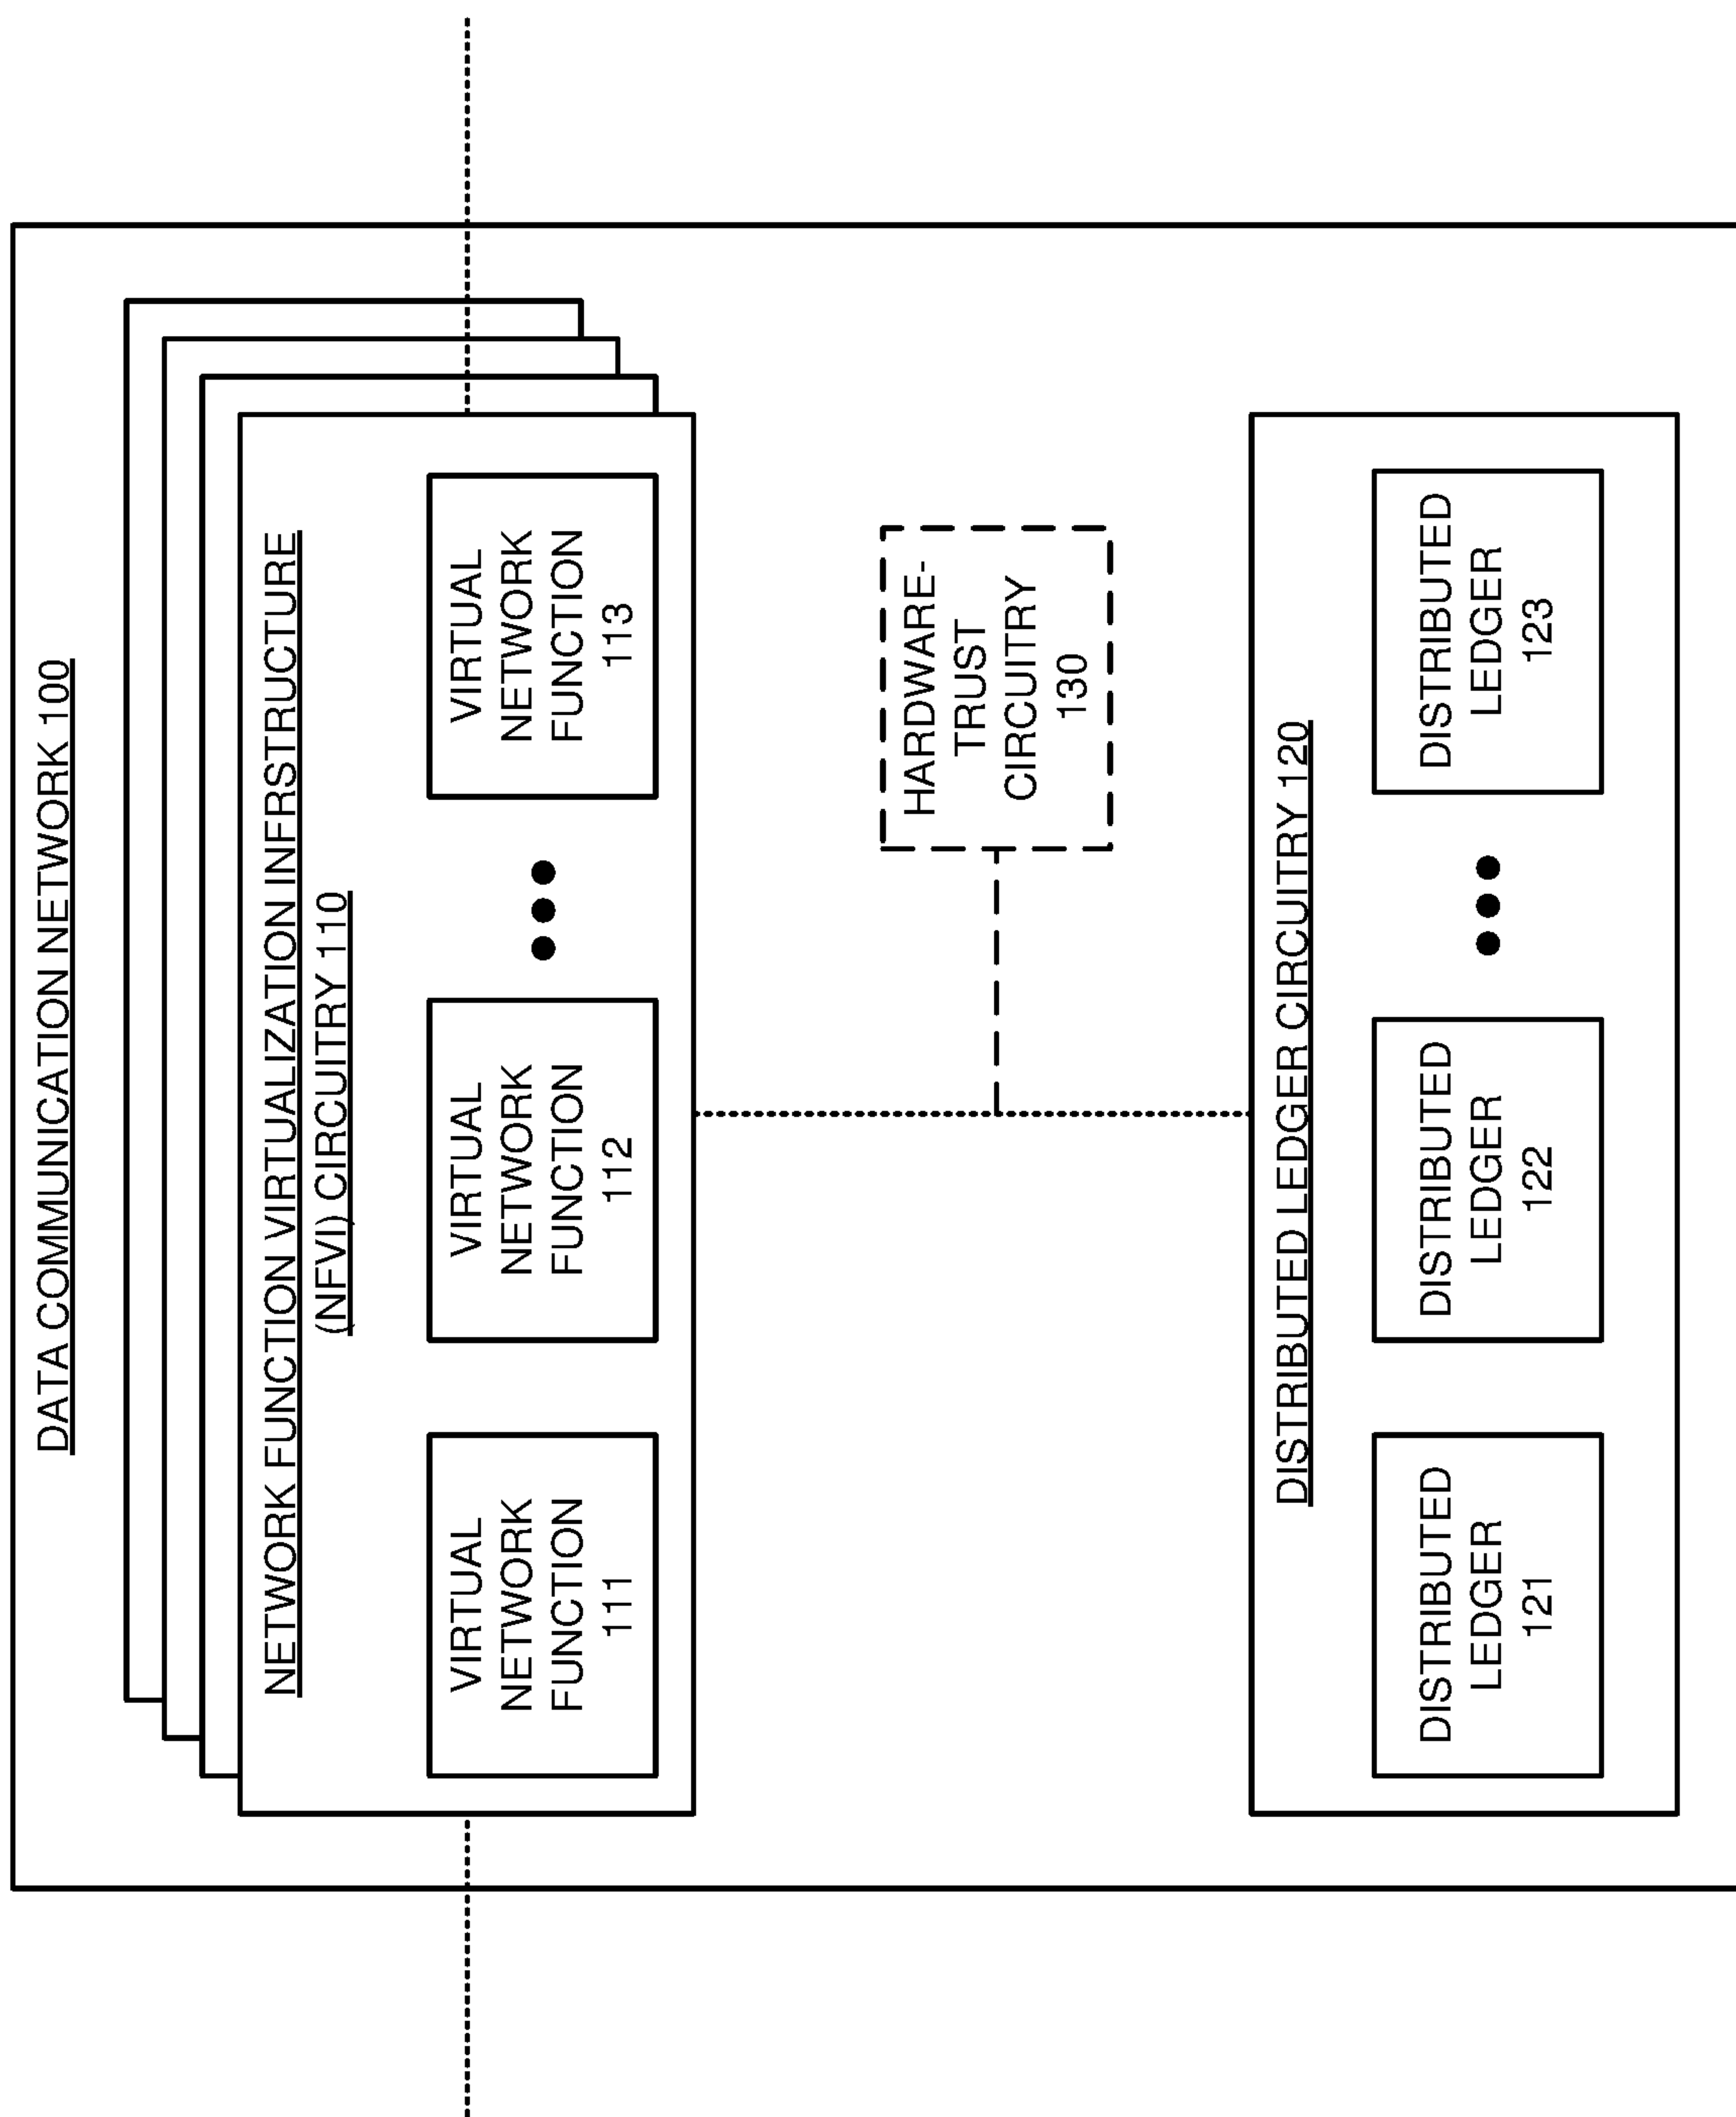 DATA COMMUNICATION NETWORK 100
NETWORK FUNCTION VIRTUALIZATION INFRSTRUCTURE
(NFVI) CIRCUITRY 110
VIRTUAL
NETWORK
FUNCTION
111
VIRTUAL
NETWORK
FUNCTION
112
VIRTUAL
NETWORK
FUNCTION
113
HARDWARE-
TRUST
CIRCUITRY
130
DISTRIBUTED LEDGER CIRCUITRY 120
DISTRIBUTED
LEDGER
121
DISTRIBUTED
LEDGER
122
DISTRIBUTED
LEDGER
123